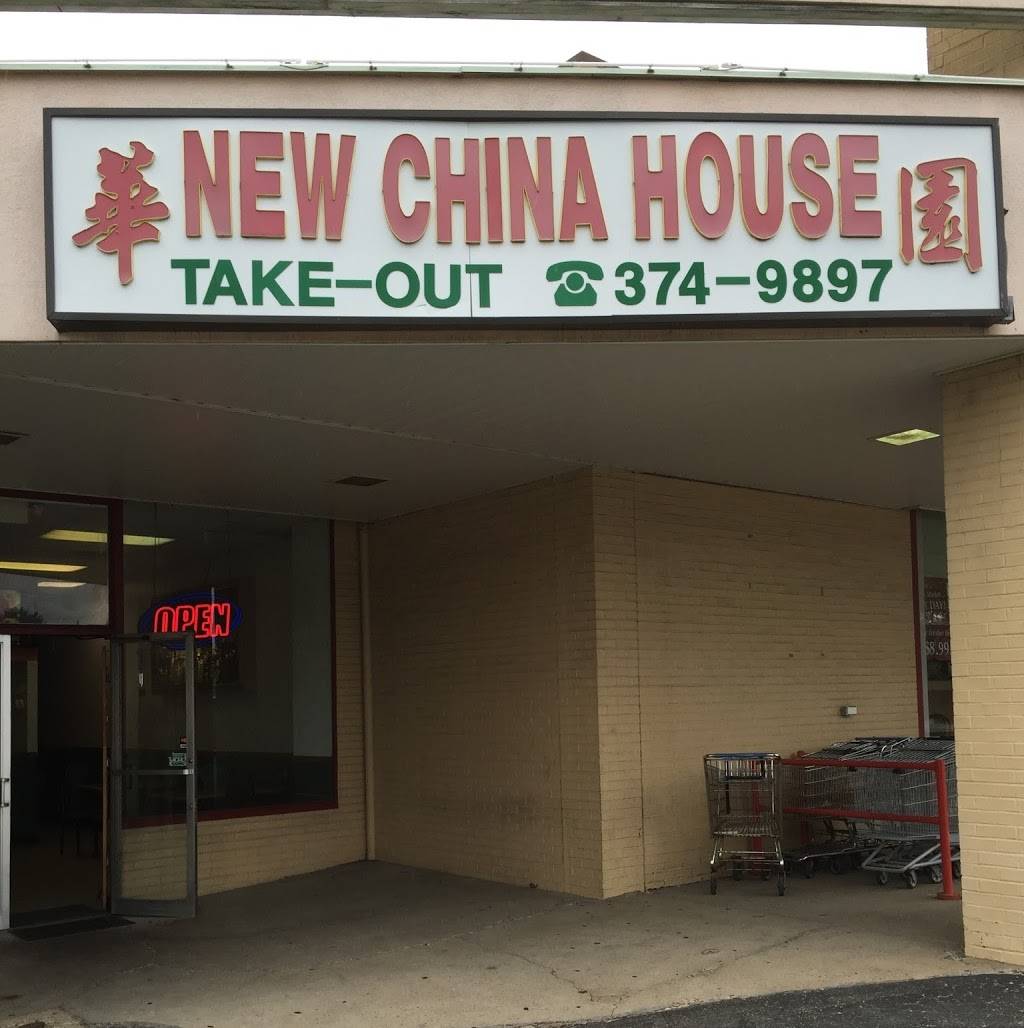 華 NEW CHINA HOUSE 園
TAKE-OUT ☎ 374-9897
OPEN